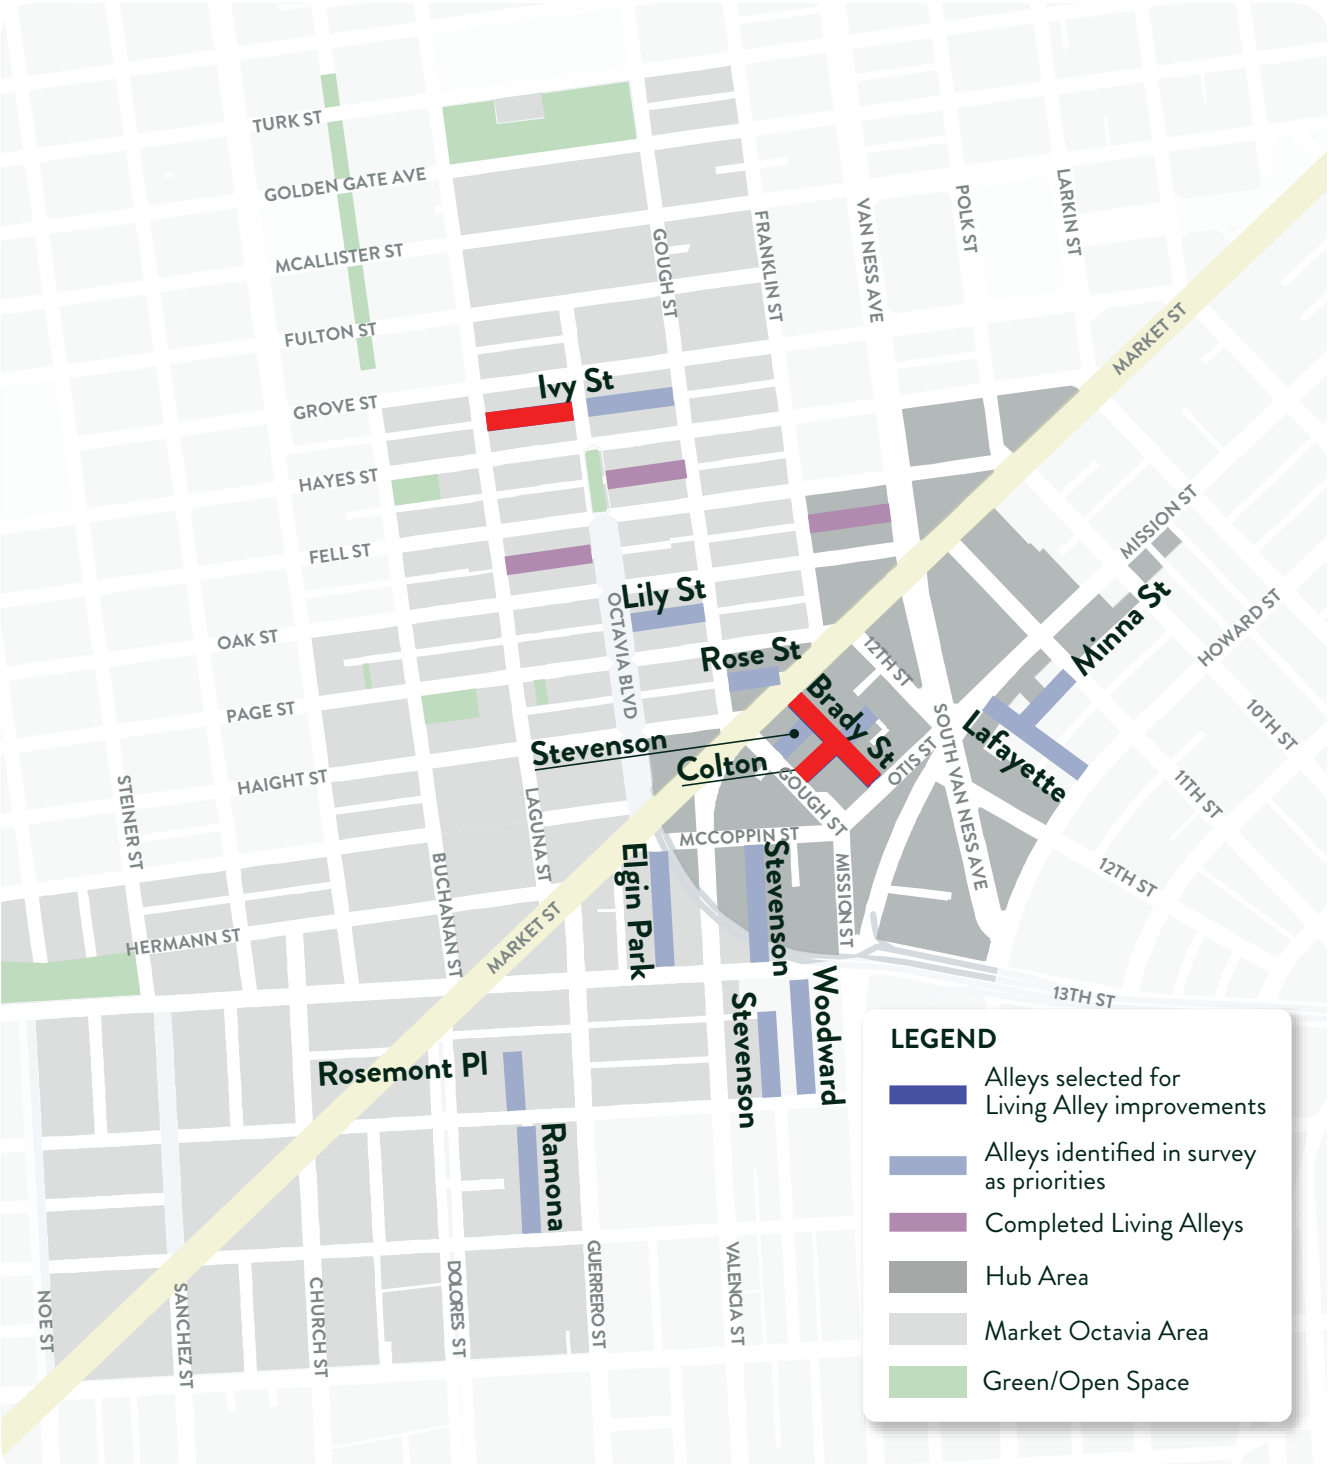 TURK ST
GOLDEN GATE AVE
MCALLISTER ST
FULTON ST
GROVE ST
HAYES ST
FELL ST
OAK ST
PAGE ST
HAIGHT ST
HERMANN ST
STEINER ST
GOUGH ST
FRANKLIN ST
VAN NESS AVE
POLK ST
LARKIN ST
MARKET ST
MISSION ST
HOWARD ST
10TH ST
11TH ST
12TH ST
12TH ST
Ivy St
Lily St
Rose St
Brady St
Minna St
Lafayette
OCTAVIA BLVD
Stevenson
Colton
OTIS ST
SOUTH VAN NESS AVE
GOUGH ST
MCCOPPIN ST
LAGUNA ST
BUCHANAN ST
MARKET ST
Elgin Park
Stevenson
MISSION ST
Woodward
Stevenson
13TH ST
Rosemont Pl
Ramona
NOE ST
SANCHEZ ST
CHURCH ST
DOLORES ST
GUERRERO ST
VALENCIA ST
LEGEND
Alleys selected for
Living Alley improvements
Alleys identified in survey
as priorities
Completed Living Alleys
Hub Area
Market Octavia Area
Green/Open Space